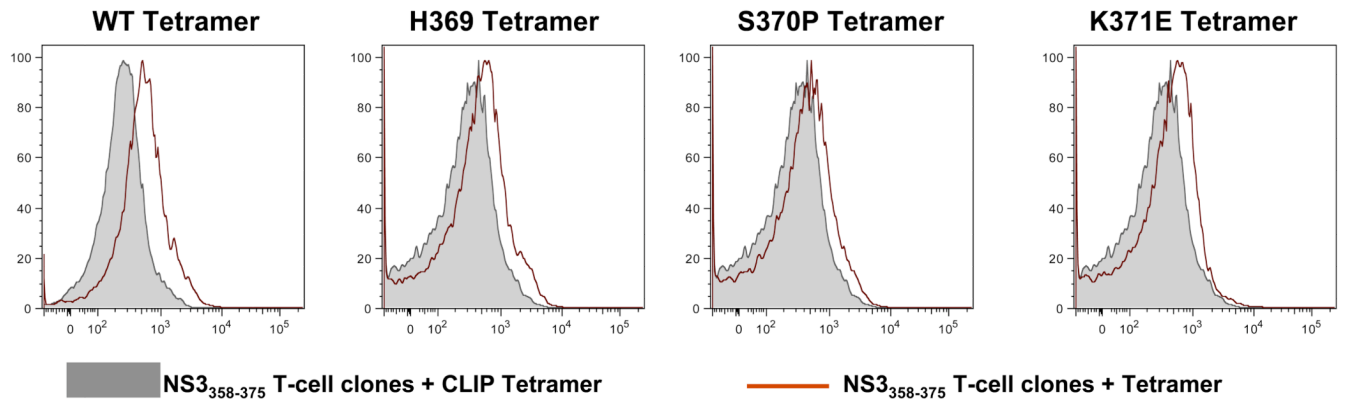 WT Tetramer H369 Tetramer S370P Tetramer K371E Tetramer
100 100 100 100
80 80 80 80
60 60 60 60
40 40 40 40
20 20 20 20
0 0 0 0
0 10² 10³ 10⁴ 10⁵ 0 10² 10³ 10⁴ 10⁵ 0 10² 10³ 10⁴ 10⁵ 0 10² 10³ 10⁴ 10⁵
NS3₃₅₈₋₃₇₅ T-cell clones + CLIP Tetramer NS3₃₅₈₋₃₇₅ T-cell clones + Tetramer